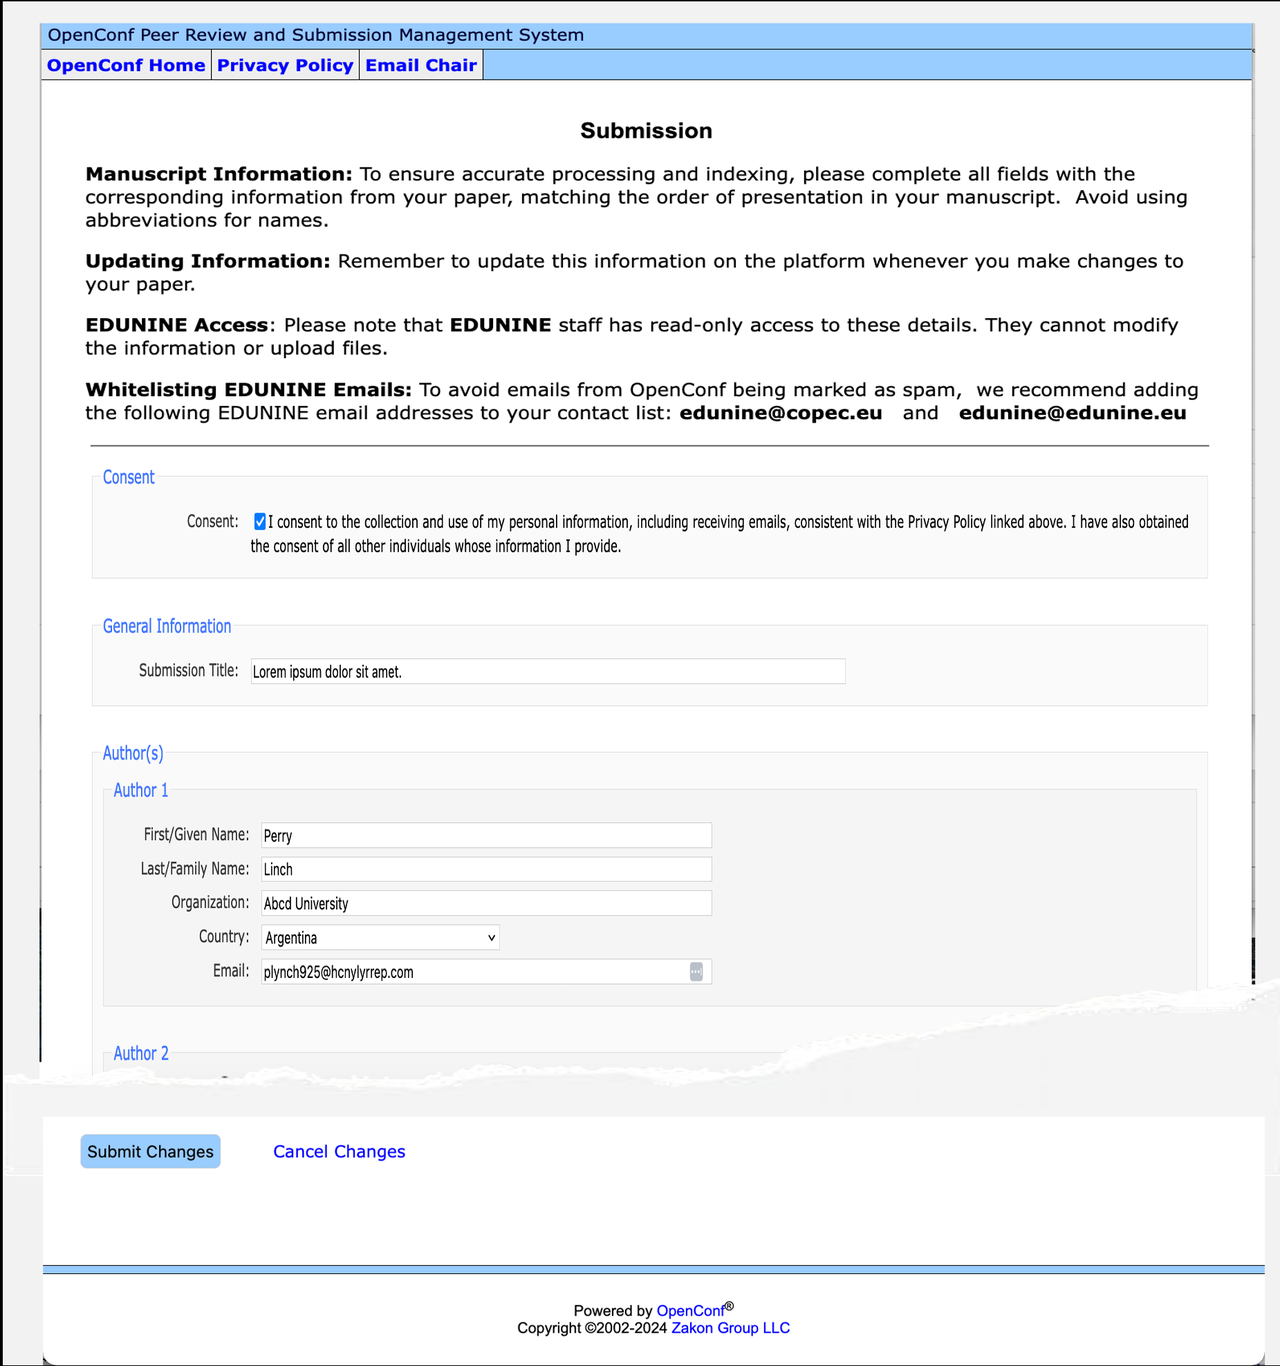 OpenConf Peer Review and Submission Management System
OpenConf Home Privacy Policy Email Chair
Submission
Manuscript Information: To ensure accurate processing and indexing, please complete all fields with the
corresponding information from your paper, matching the order of presentation in your manuscript.  Avoid using
abbreviations for names.
Updating Information: Remember to update this information on the platform whenever you make changes to
your paper.
EDUNINE Access: Please note that EDUNINE staff has read-only access to these details. They cannot modify
the information or upload files.
Whitelisting EDUNINE Emails: To avoid emails from OpenConf being marked as spam,  we recommend adding
the following EDUNINE email addresses to your contact list: edunine@copec.eu   and   edunine@edunine.eu
Consent
Consent: I consent to the collection and use of my personal information, including receiving emails, consistent with the Privacy Policy linked above. I have also obtained
the consent of all other individuals whose information I provide.
General Information
Submission Title: Lorem ipsum dolor sit amet.
Author(s)
Author 1
First/Given Name: Perry
Last/Family Name: Linch
Organization: Abcd University
Country: Argentina
Email: plynch925@hcnylyrrep.com
Author 2
Submit Changes Cancel Changes
Powered by OpenConf®
Copyright ©2002-2024 Zakon Group LLC